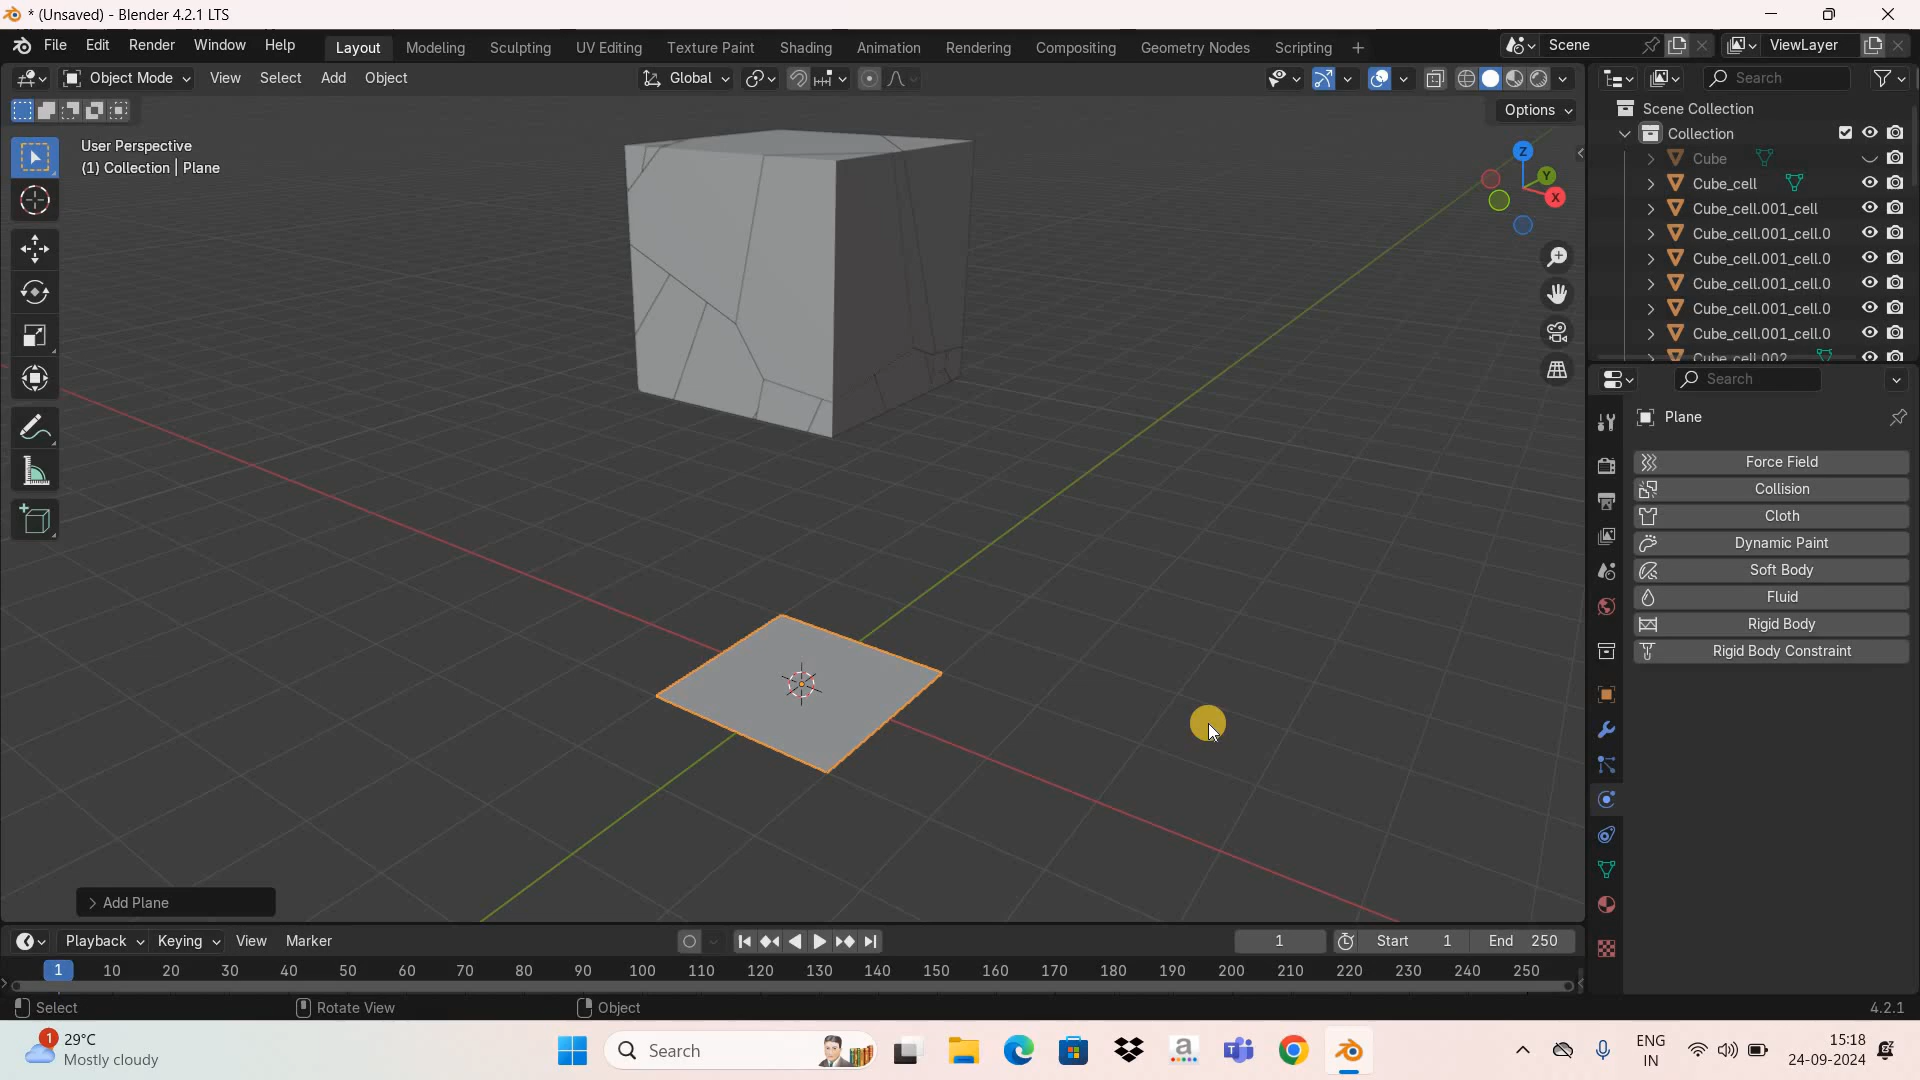 * (Unsaved) - Blender 4.2.1 LTS
File Edit Render Window Help Layout Modeling Sculpting UV Editing Texture Paint Shading Animation Rendering Compositing Geometry Nodes Scripting + Scene ViewLayer
Object Mode View Select Add Object Global Search
Options
User Perspective
(1) Collection | Plane
Z
Y
X
Scene Collection
Collection
Cube
Cube_cell
Cube_cell.001_cell
Cube_cell.001_cell.0
Cube_cell.001_cell.0
Cube_cell.001_cell.0
Cube_cell.001_cell.0
Cube_cell.001_cell.0
Cube_cell.002
Search
Plane
Force Field
Collision
Cloth
Dynamic Paint
Soft Body
Fluid
Rigid Body
Rigid Body Constraint
> Add Plane
Playback Keying View Marker 1 Start 1 End 250
1 10 20 30 40 50 60 70 80 90 100 110 120 130 140 150 160 170 180 190 200 210 220 230 240 250
Select Rotate View Object 4.2.1
1 29°C
Mostly cloudy
Search
a
ENG
IN
15:18
24-09-2024